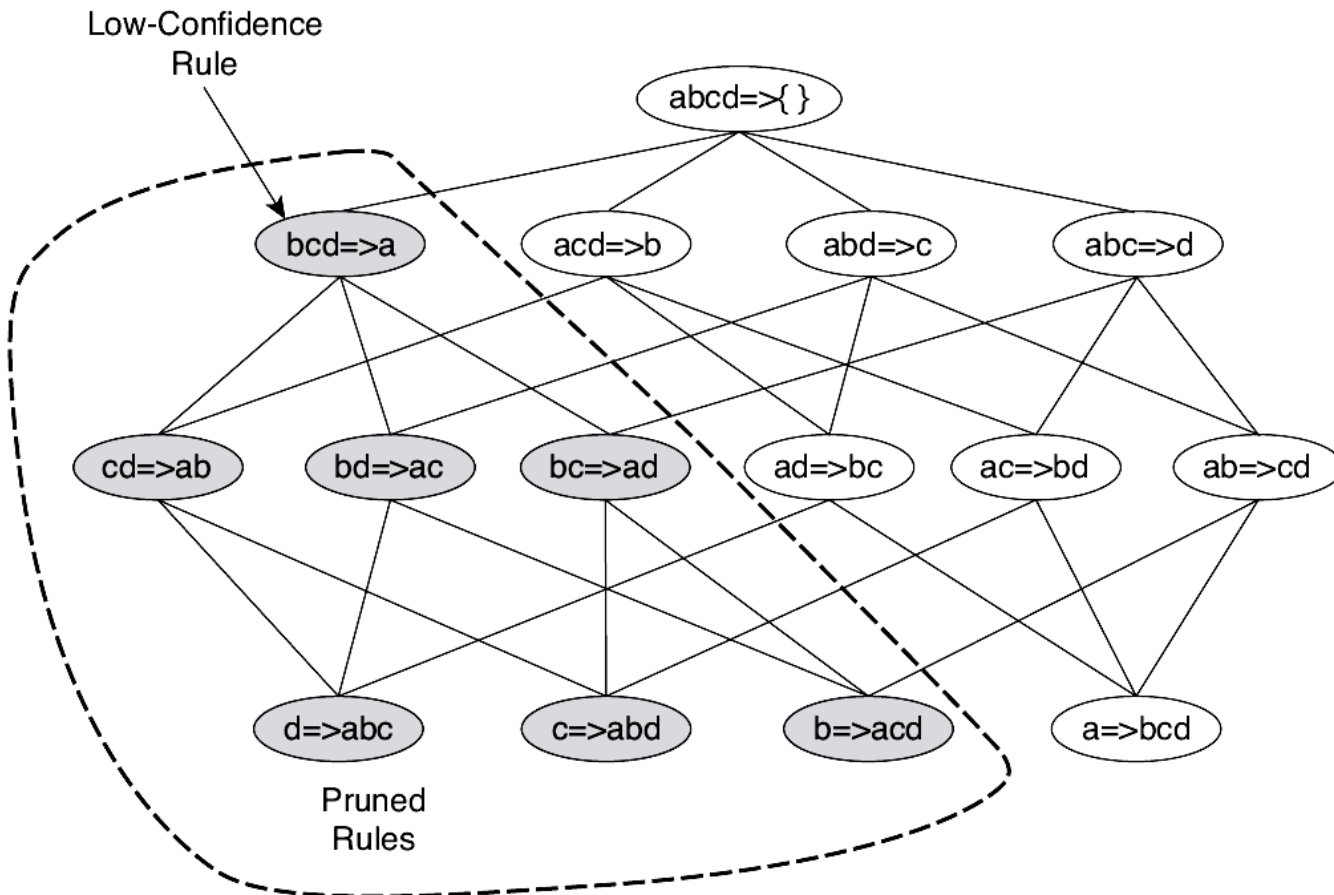 Low-Confidence
Rule
abcd=>{ }
bcd=>a
acd=>b
abd=>c
abc=>d
cd=>ab
bd=>ac
bc=>ad
ad=>bc
ac=>bd
ab=>cd
d=>abc
c=>abd
b=>acd
a=>bcd
Pruned
Rules